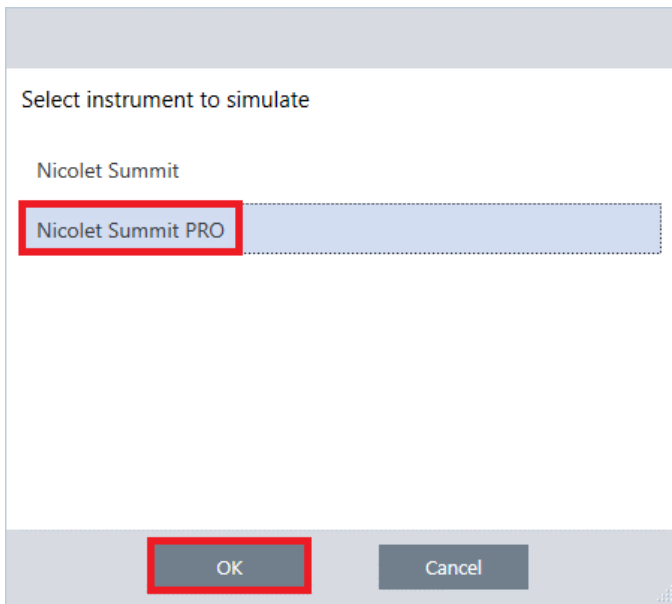 Select instrument to simulate
Nicolet Summit
Nicolet Summit PRO
OK Cancel